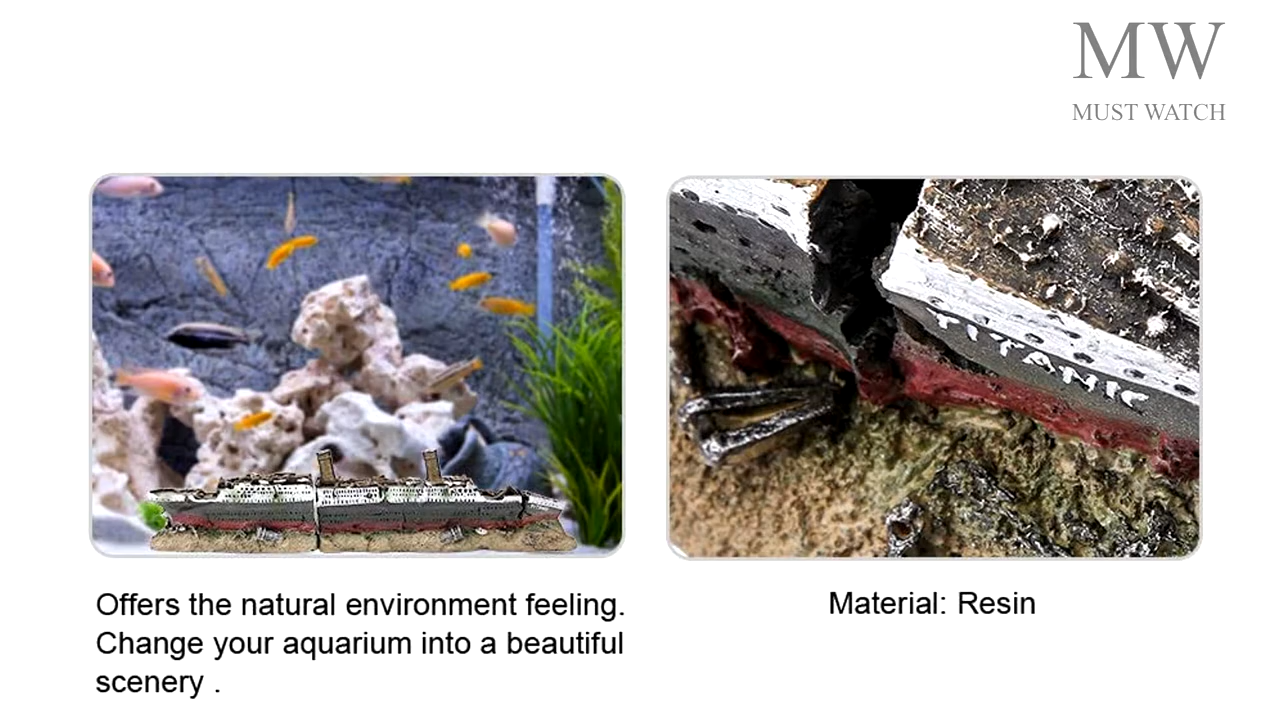 MW
MUST WATCH
TITANIC
Offers the natural environment feeling.
Change your aquarium into a beautiful
scenery .
Material: Resin